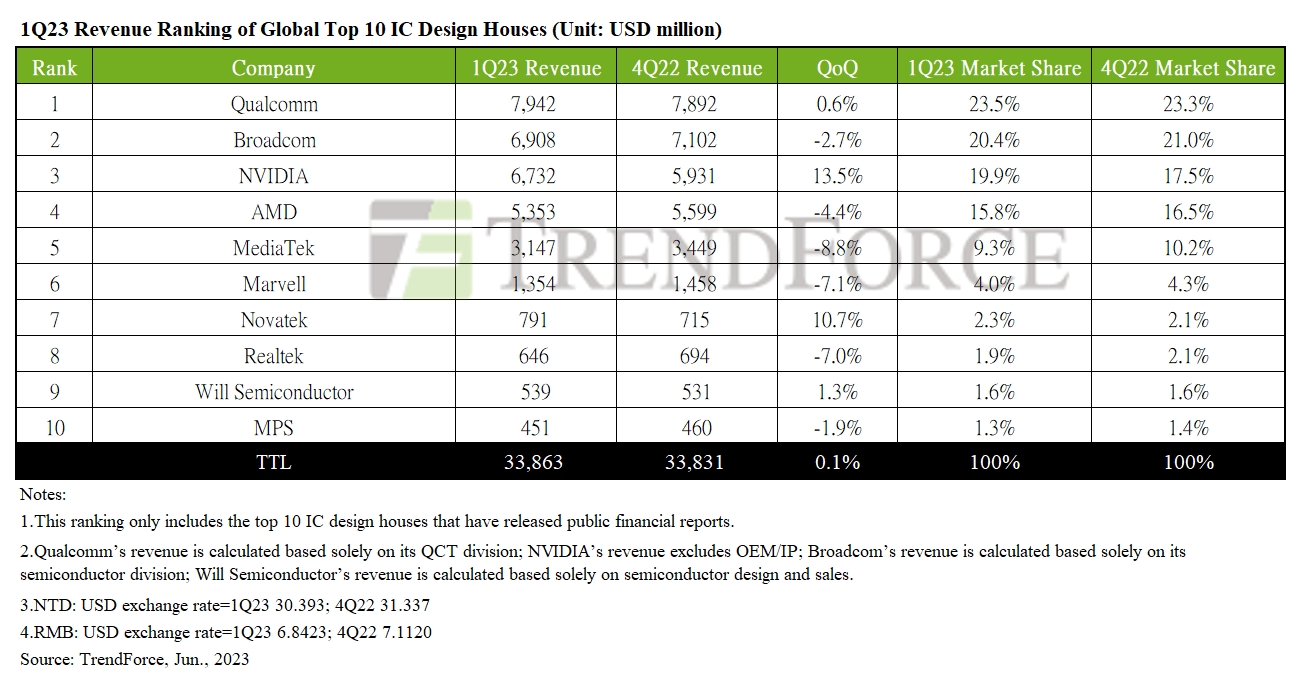 1Q23 Revenue Ranking of Global Top 10 IC Design Houses (Unit: USD million)
Rank Company 1Q23 Revenue 4Q22 Revenue QoQ 1Q23 Market Share 4Q22 Market Share
1 Qualcomm 7,942 7,892 0.6% 23.5% 23.3%
2 Broadcom 6,908 7,102 -2.7% 20.4% 21.0%
3 NVIDIA 6,732 5,931 13.5% 19.9% 17.5%
4 AMD 5,353 5,599 -4.4% 15.8% 16.5%
5 MediaTek 3,147 3,449 -8.8% 9.3% 10.2%
TRENDFORCE
6 Marvell 1,354 1,458 -7.1% 4.0% 4.3%
7 Novatek 791 715 10.7% 2.3% 2.1%
8 Realtek 646 694 -7.0% 1.9% 2.1%
9 Will Semiconductor 539 531 1.3% 1.6% 1.6%
10 MPS 451 460 -1.9% 1.3% 1.4%
TTL 33,863 33,831 0.1% 100% 100%
Notes:
1.This ranking only includes the top 10 IC design houses that have released public financial reports.
2.Qualcomm’s revenue is calculated based solely on its QCT division; NVIDIA’s revenue excludes OEM/IP; Broadcom’s revenue is calculated based solely on its
semiconductor division; Will Semiconductor’s revenue is calculated based solely on semiconductor design and sales.
3.NTD: USD exchange rate=1Q23 30.393; 4Q22 31.337
4.RMB: USD exchange rate=1Q23 6.8423; 4Q22 7.1120
Source: TrendForce, Jun., 2023